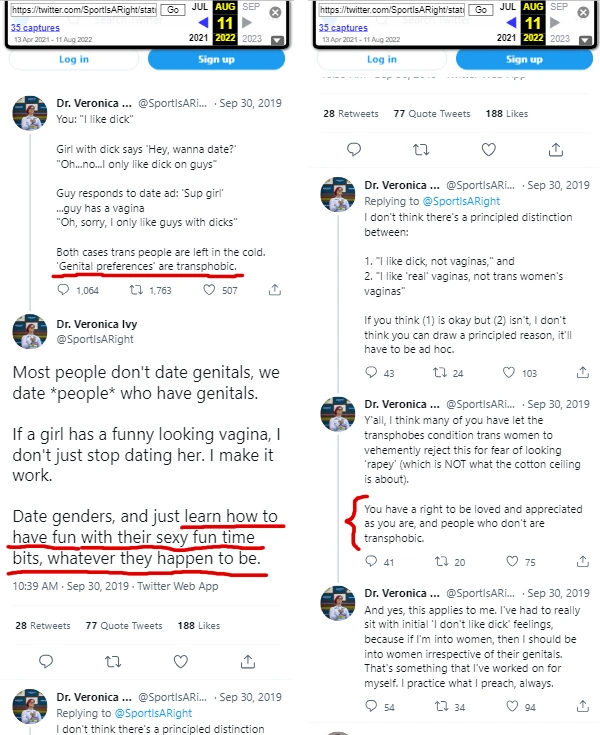 https://twitter.com/SportIsARight/stat
Go
JUL
AUG
SEP
35 captures
11
13 Apr 2021 - 11 Aug 2022
2021
2022
2023
Log in
Sign up
Dr. Veronica ... @SportIsARi... · Sep 30, 2019
You: "I like dick"
Girl with dick says 'Hey, wanna date?'
"Oh...no...I only like dick on guys"
Guy responds to date ad: 'Sup girl'
...guy has a vagina
"Oh, sorry, I only like guys with dicks"
Both cases trans people are left in the cold.
'Genital preferences' are transphobic.
1,064 1,763 507
Dr. Veronica Ivy
@SportIsARight
Most people don't date genitals, we
date *people* who have genitals.
If a girl has a funny looking vagina, I
don't just stop dating her. I make it
work.
Date genders, and just learn how to
have fun with their sexy fun time
bits, whatever they happen to be.
10:39 AM · Sep 30, 2019 · Twitter Web App
28 Retweets 77 Quote Tweets 188 Likes
Dr. Veronica ... @SportIsARi... · Sep 30, 2019
Replying to @SportIsARight
I don't think there's a principled distinction
https://twitter.com/SportIsARight/stat
Go
JUL
AUG
SEP
35 captures
11
13 Apr 2021 - 11 Aug 2022
2021
2022
2023
Log in
Sign up
28 Retweets 77 Quote Tweets 188 Likes
Dr. Veronica ... @SportIsARi... · Sep 30, 2019
Replying to @SportIsARight
I don't think there's a principled distinction
between:
1. "I like dick, not vaginas," and
2. "I like 'real' vaginas, not trans women's
vaginas"
If you think (1) is okay but (2) isn't, I don't
think you can draw a principled reason, it'll
have to be ad hoc.
43 24 103
Dr. Veronica ... @SportIsARi... · Sep 30, 2019
Y'all, I think many of you have let the
transphobes condition trans women to
vehemently reject this for fear of looking
'rapey' (which is NOT what the cotton ceiling
is about).
You have a right to be loved and appreciated
as you are, and people who don't are
transphobic.
41 20 75
Dr. Veronica ... @SportIsARi... · Sep 30, 2019
And yes, this applies to me. I've had to really
sit with initial 'I don't like dick' feelings,
because if I'm into women, then I should be
into women irrespective of their genitals.
That's something that I've worked on for
myself. I practice what I preach, always.
54 34 94